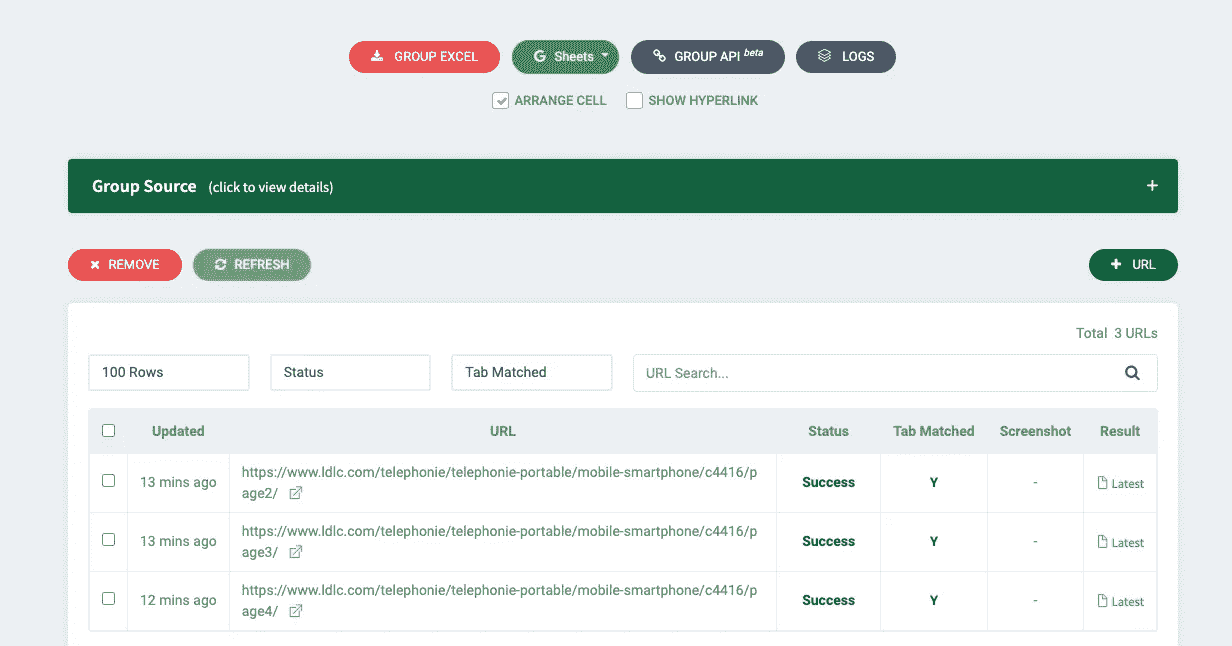 GROUP EXCEL G Sheets GROUP API beta LOGS
ARRANGE CELL SHOW HYPERLINK
Group Source (click to view details) +
REMOVE REFRESH + URL
Total 3 URLs
100 Rows Status Tab Matched URL Search...
Updated URL Status Tab Matched Screenshot Result
13 mins ago https://www.ldlc.com/telephonie/telephonie-portable/mobile-smartphone/c4416/p Success Y - Latest
age2/
13 mins ago https://www.ldlc.com/telephonie/telephonie-portable/mobile-smartphone/c4416/p Success Y - Latest
age3/
12 mins ago https://www.ldlc.com/telephonie/telephonie-portable/mobile-smartphone/c4416/p Success Y - Latest
age4/